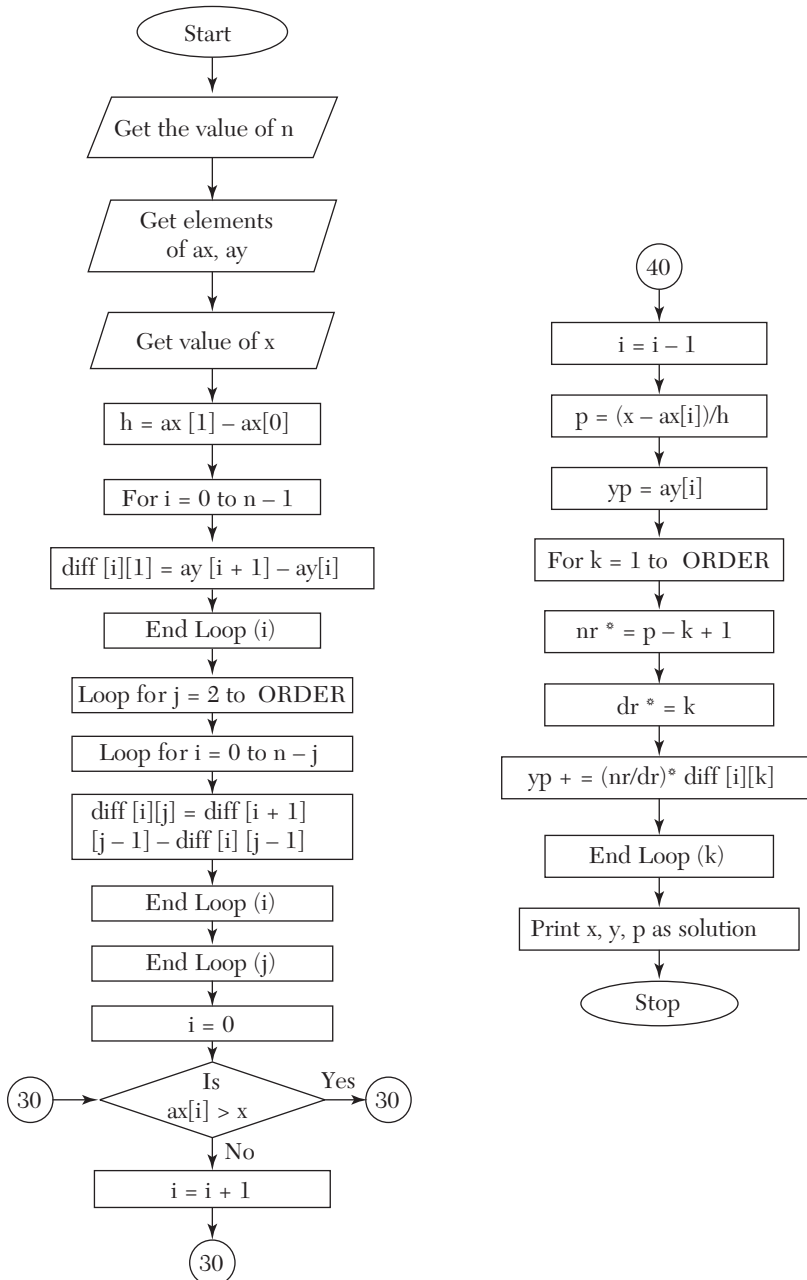 Start
Get the value of n
Get elements
of ax, ay
Get value of x
h = ax [1] – ax[0]
For i = 0 to n – 1
diff [i][1] = ay [i + 1] – ay[i]
End Loop (i)
Loop for j = 2 to ORDER
Loop for i = 0 to n – j
diff [i][j] = diff [i + 1]
[j – 1] – diff [i] [j – 1]
End Loop (i)
End Loop (j)
i = 0
30
Is
ax[i] > x
Yes
30
No
i = i + 1
30
40
i = i – 1
p = (x – ax[i])/h
yp = ay[i]
For k = 1 to ORDER
nr * = p – k + 1
dr * = k
yp + = (nr/dr)* diff [i][k]
End Loop (k)
Print x, y, p as solution
Stop